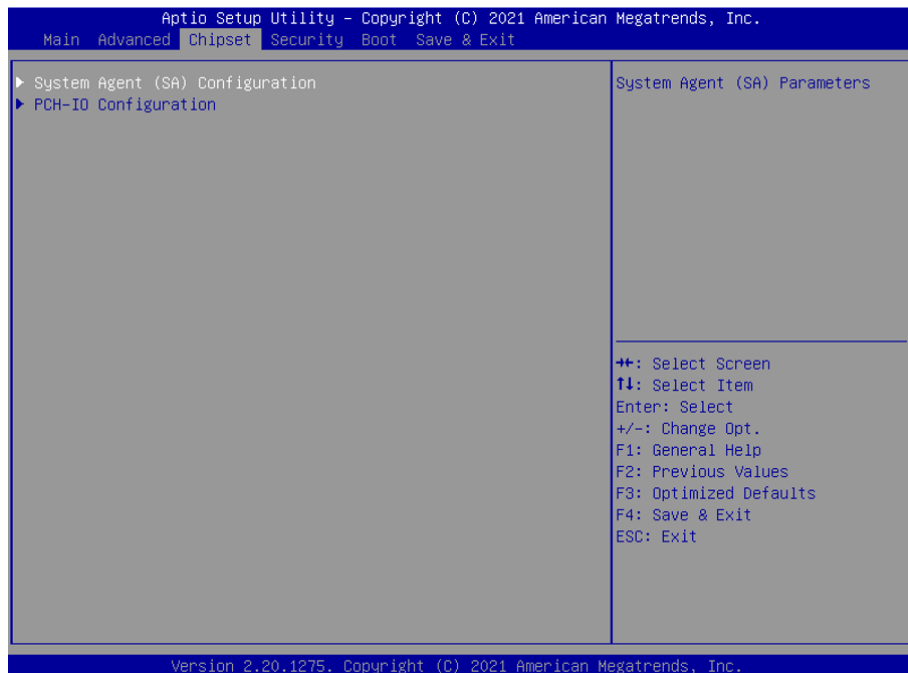 Aptio Setup Utility – Copyright (C) 2021 American Megatrends, Inc.
Main Advanced Chipset Security Boot Save & Exit
▶ System Agent (SA) Configuration
▶ PCH-IO Configuration
System Agent (SA) Parameters
→←: Select Screen
↑↓: Select Item
Enter: Select
+/-: Change Opt.
F1: General Help
F2: Previous Values
F3: Optimized Defaults
F4: Save & Exit
ESC: Exit
Version 2.20.1275. Copyright (C) 2021 American Megatrends, Inc.